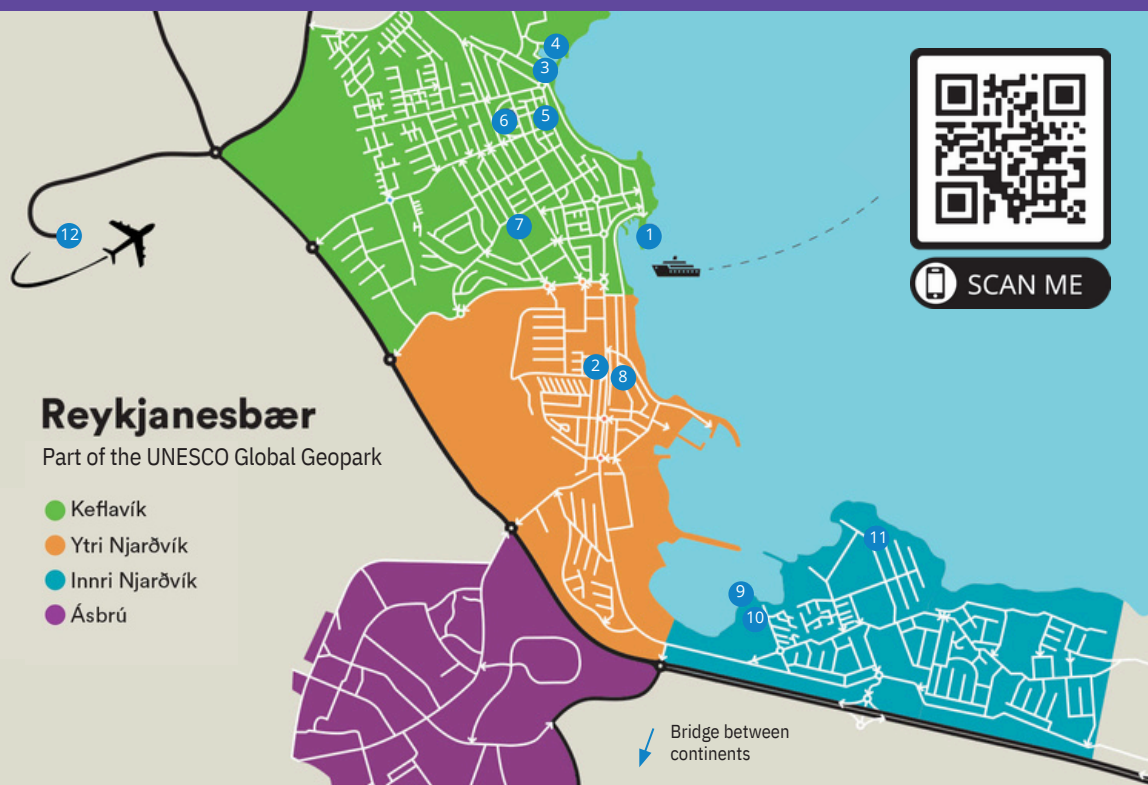 4
3
6
5
7
12
1
SCAN ME
2
8
Reykjanesbær
Part of the UNESCO Global Geopark
Keflavík
Ytri Njarðvík
Innri Njarðvík
Ásbrú
11
9
10
Bridge between
continents